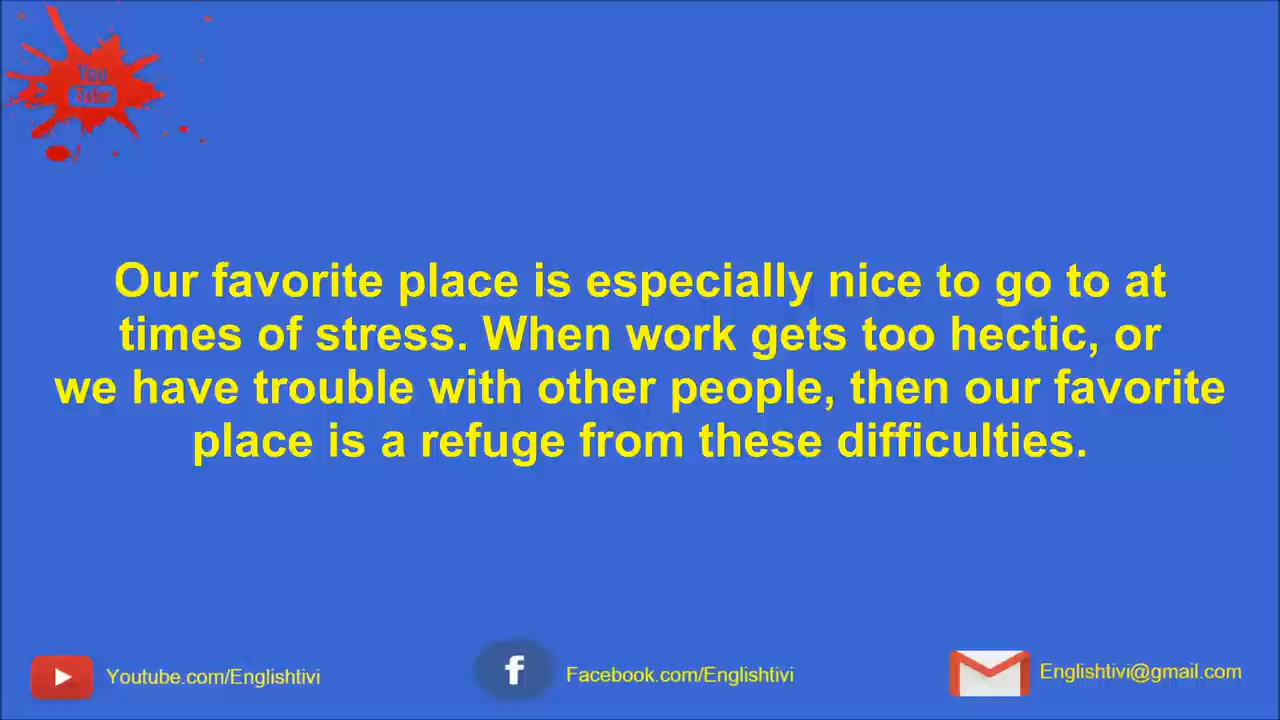 You
Tube
Our favorite place is especially nice to go to at
times of stress. When work gets too hectic, or
we have trouble with other people, then our favorite
place is a refuge from these difficulties.
Youtube.com/Englishtivi
f
Facebook.com/Englishtivi
Englishtivi@gmail.com